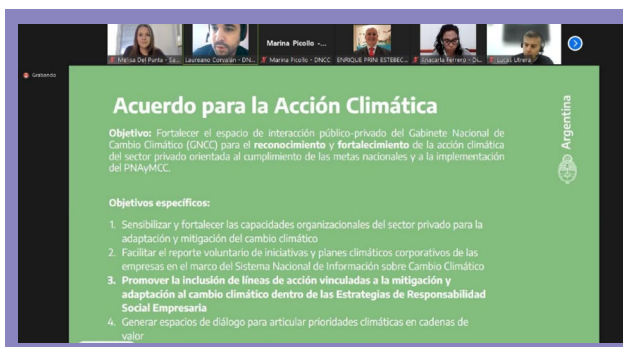 Marina Picollo -...
Melisa Del Punta - Se...
Laureano Corvalán - DN...
Marina Picollo - DNCC
ENRIQUE PRINI ESTEBEC...
Anacarla Ferrero - Di...
Lucas Utrera
Grabando
Acuerdo para la Acción Climática
Objetivo: Fortalecer el espacio de interacción público-privado del Gabinete Nacional de
Cambio Climático (GNCC) para el reconocimiento y fortalecimiento de la acción climática
del sector privado orientada al cumplimiento de las metas nacionales y a la implementación
del PNAyMCC.
Argentina
Objetivos específicos:
1. Sensibilizar y fortalecer las capacidades organizacionales del sector privado para la
adaptación y mitigación del cambio climático
2. Facilitar el reporte voluntario de iniciativas y planes climáticos corporativos de las
empresas en el marco del Sistema Nacional de Información sobre Cambio Climático
3. Promover la inclusión de líneas de acción vinculadas a la mitigación y
adaptación al cambio climático dentro de las Estrategias de Responsabilidad
Social Empresaria
4. Generar espacios de diálogo para articular prioridades climáticas en cadenas de
valor